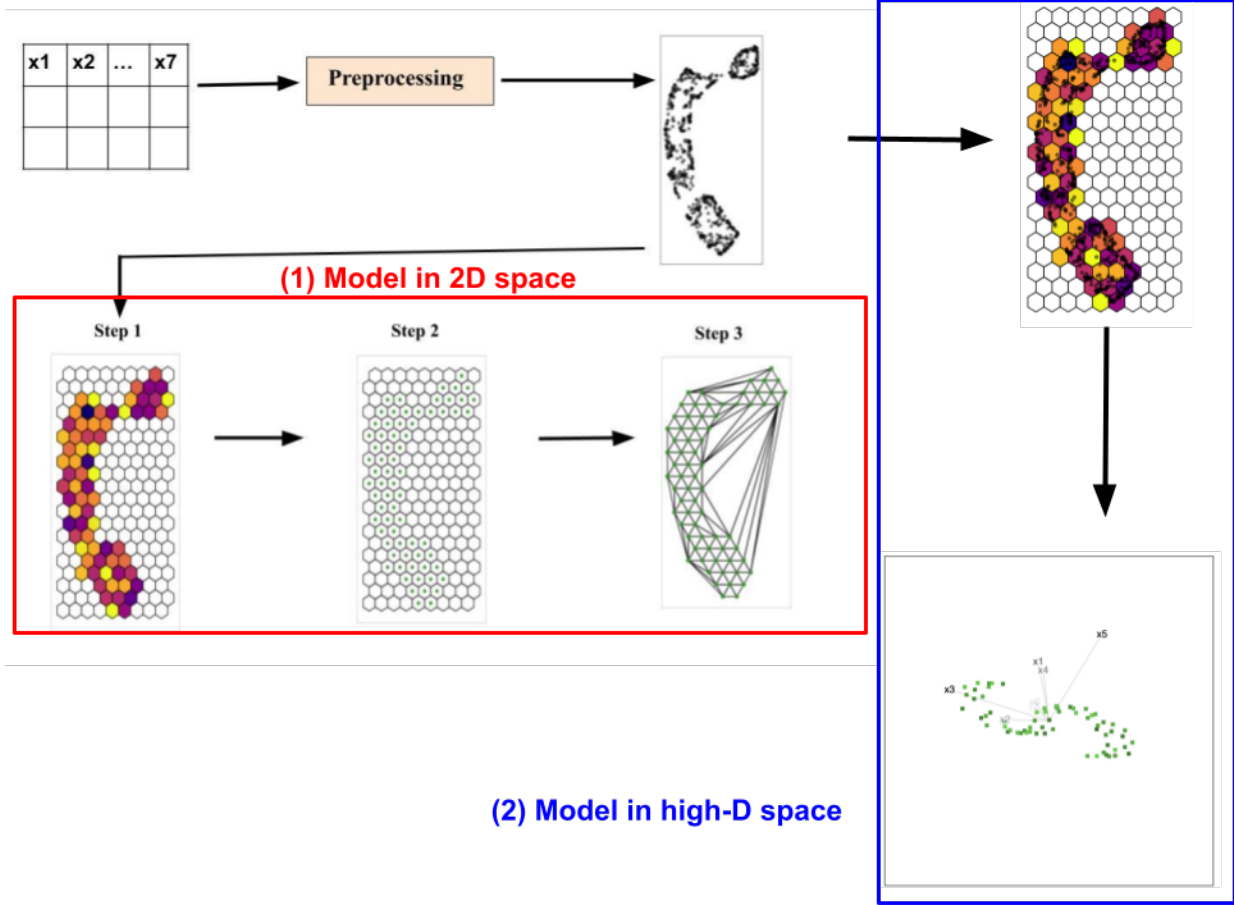 x1 x2 ... x7
Preprocessing
(1) Model in 2D space
Step 1
Step 2
Step 3
x5
x1
x4
x3
x2
(2) Model in high-D space